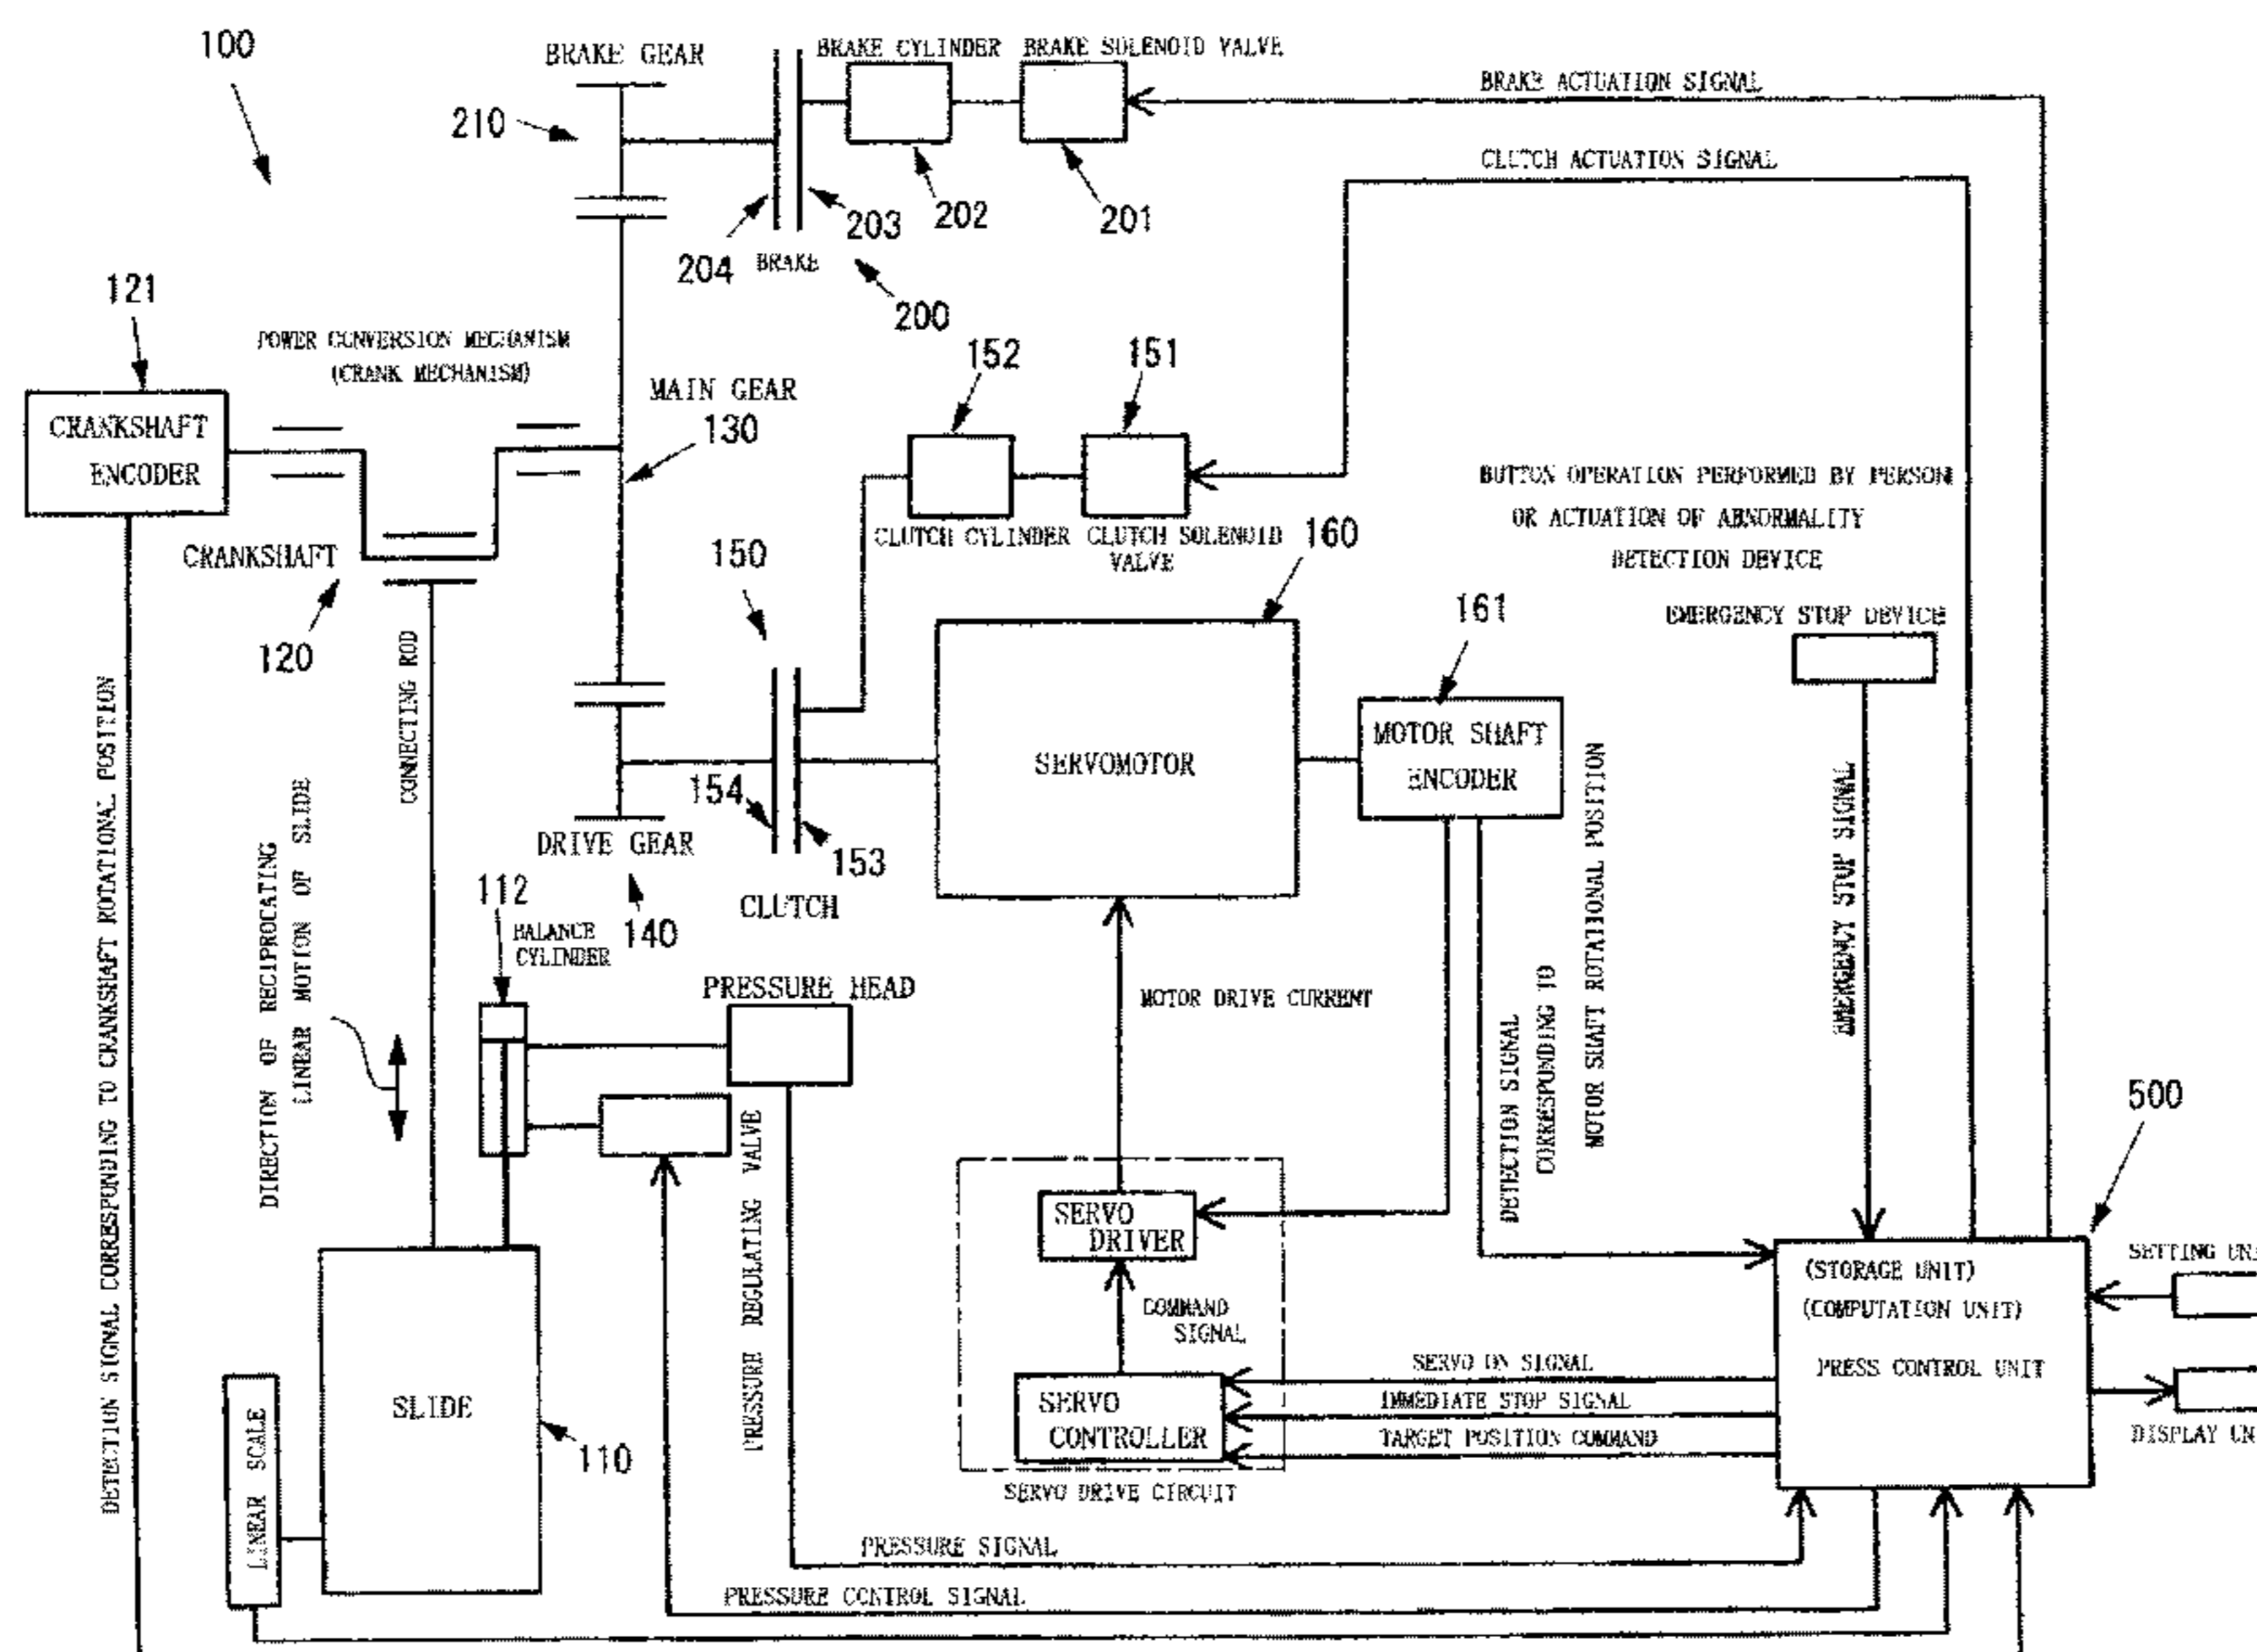 100
BRAKE GEAR
BRAKE CYLINDER
BRAKE SOLENOID VALVE
BRAKE ACTUATION SIGNAL
210
CLUTCH ACTUATION SIGNAL
203
202
201
204
BRAKE
200
121
POWER CONVERSION MECHANISM
(CRANK MECHANISM)
152
151
MAIN GEAR
130
CRANKSHAFT
ENCODER
BUTTON OPERATION PERFORMED BY PERSON
OR ACTUATION OF ABNORMALITY
DETECTION DEVICE
CLUTCH CYLINDER
CLUTCH SOLENOID
VALVE
160
150
CRANKSHAFT
120
161
EMERGENCY STOP DEVICE
CONNECTING ROD
MOTOR SHAFT
ENCODER
SERVOMOTOR
154
153
DRIVE GEAR
140
CLUTCH
112
BALANCE
CYLINDER
DETECTION SIGNAL CORRESPUNDING TO CRANKSHAFT ROTATIONAL POSITION
DIRECTION OF RECIPROCATING
LINEAR MOTION OF SLIDE
PRESSURE HEAD
MOTOR DRIVE CURRENT
DETECTION SIGNAL
CORRESPONDING TO
MOTOR SHAFT ROTATIONAL POSITION
EMERGENCY STOP SIGNAL
500
PRESSURE REGULATING VALVE
SERVO
DRIVER
COMMAND
SIGNAL
SERVO
CONTROLLER
SERVO DRIVE CIRCUIT
SERVO ON SIGNAL
IMMEDIATE STOP SIGNAL
TARGET POSITION COMMAND
(STORAGE UNIT)
(COMPUTATION UNIT)
PRESS CONTROL UNIT
SETTING
DISPLAY
SLIDE
110
LINEAR SCALE
PRESSURE SIGNAL
PRESSURE CONTROL SIGNAL